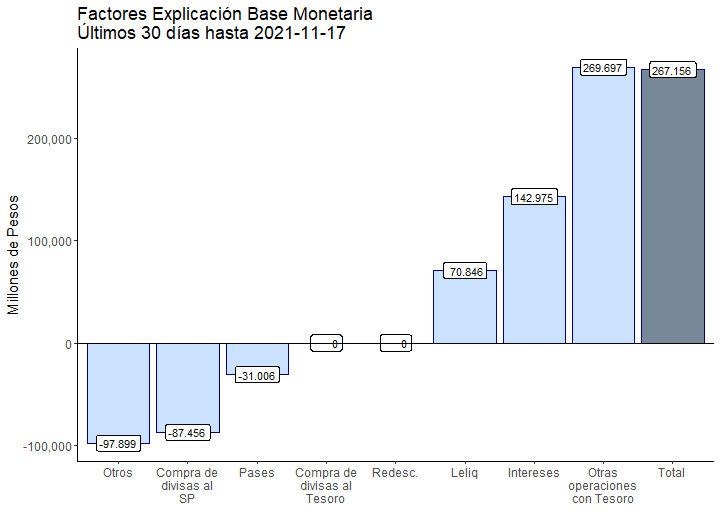 Factores Explicación Base Monetaria
Últimos 30 días hasta 2021-11-17
Millones de Pesos
200,000
100,000
0
-100,000
-97.899
-87.456
-31.006
0
0
70.846
142.975
269.697
267.156
Otros
Compra de
divisas al
SP
Pases
Compra de
divisas al
Tesoro
Redesc.
Leliq
Intereses
Otras
operaciones
con Tesoro
Total